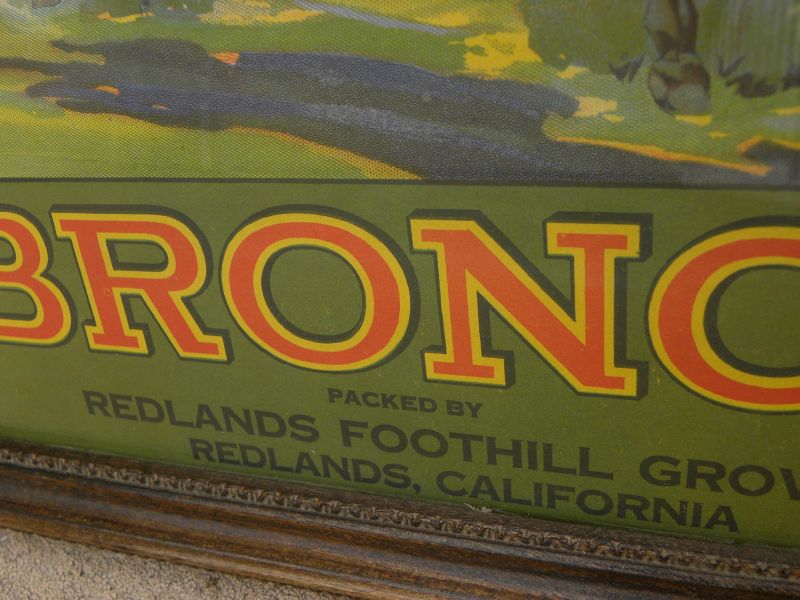 BRONC
PACKED BY
REDLANDS FOOTHILL GROV
REDLANDS, CALIFORNIA